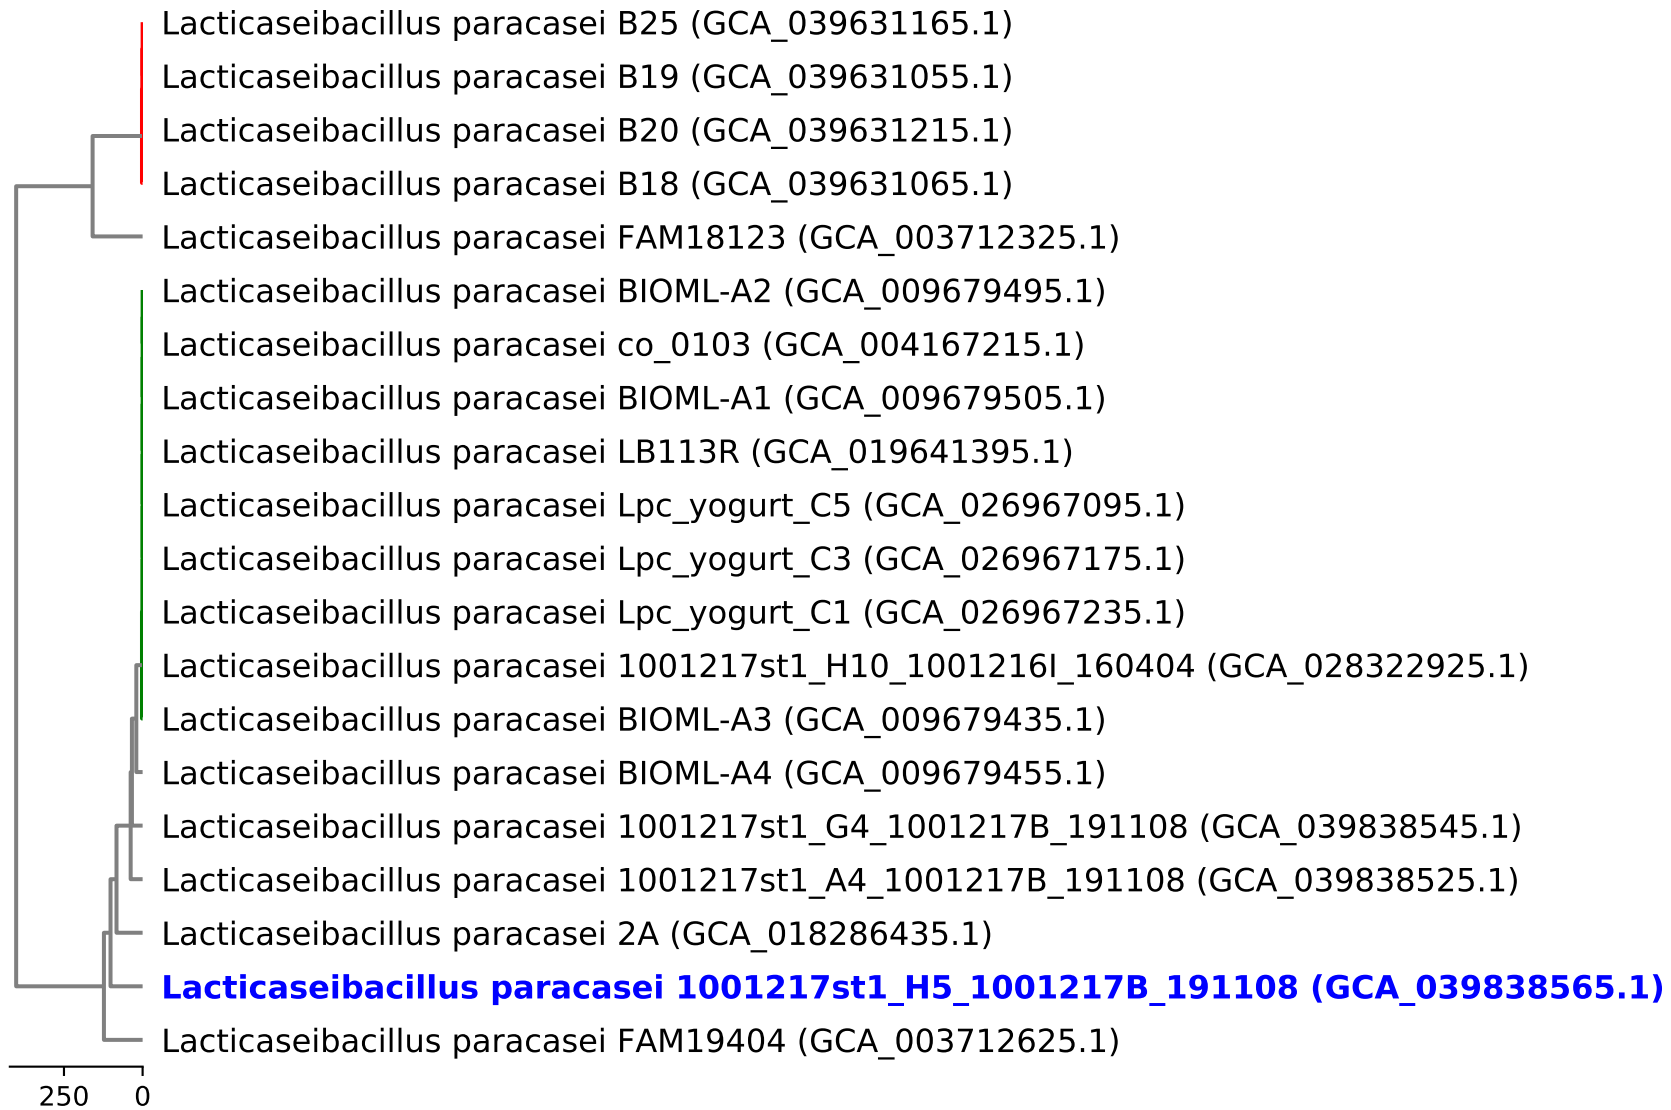 Lacticaseibacillus paracasei B25 (GCA_039631165.1)
Lacticaseibacillus paracasei B19 (GCA_039631055.1)
Lacticaseibacillus paracasei B20 (GCA_039631215.1)
Lacticaseibacillus paracasei B18 (GCA_039631065.1)
Lacticaseibacillus paracasei FAM18123 (GCA_003712325.1)
Lacticaseibacillus paracasei BIOML-A2 (GCA_009679495.1)
Lacticaseibacillus paracasei co_0103 (GCA_004167215.1)
Lacticaseibacillus paracasei BIOML-A1 (GCA_009679505.1)
Lacticaseibacillus paracasei LB113R (GCA_019641395.1)
Lacticaseibacillus paracasei Lpc_yogurt_C5 (GCA_026967095.1)
Lacticaseibacillus paracasei Lpc_yogurt_C3 (GCA_026967175.1)
Lacticaseibacillus paracasei Lpc_yogurt_C1 (GCA_026967235.1)
Lacticaseibacillus paracasei 1001217st1_H10_1001216I_160404 (GCA_028322925.1)
Lacticaseibacillus paracasei BIOML-A3 (GCA_009679435.1)
Lacticaseibacillus paracasei BIOML-A4 (GCA_009679455.1)
Lacticaseibacillus paracasei 1001217st1_G4_1001217B_191108 (GCA_039838545.1)
Lacticaseibacillus paracasei 1001217st1_A4_1001217B_191108 (GCA_039838525.1)
Lacticaseibacillus paracasei 2A (GCA_018286435.1)
Lacticaseibacillus paracasei 1001217st1_H5_1001217B_191108 (GCA_039838565.1)
Lacticaseibacillus paracasei FAM19404 (GCA_003712625.1)
250 0